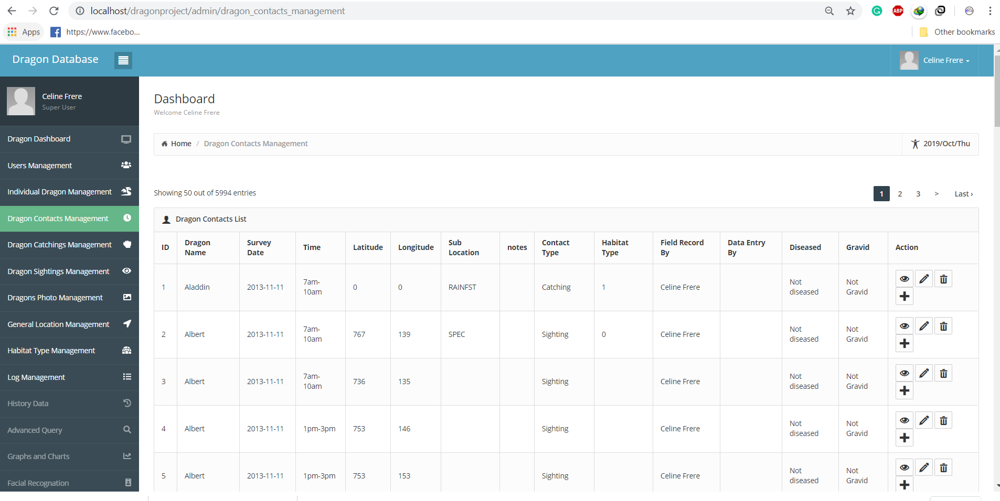 localhost/dragonproject/admin/dragon_contacts_management
ABP
era
Apps
https://www.facebo...
Other bookmarks
Dragon Database
Celine Frere
Celine Frere
Super User
Dragon Dashboard
Users Management
Individual Dragon Management
Dragon Contacts Management
Dragon Catchings Management
Dragon Sightings Management
Dragons Photo Management
General Location Management
Habitat Type Management
Log Management
History Data
Advanced Query
Graphs and Charts
Facial Recognation
Dashboard
Welcome Celine Frere
Home / Dragon Contacts Management
2019/Oct/Thu
Showing 50 out of 5994 entries
1 2 3 > Last ›
Dragon Contacts List
ID Dragon Name Survey Date Time Latitude Longitude Sub Location notes Contact Type Habitat Type Field Record By Data Entry By Diseased Gravid Action
1 Aladdin 2013-11-11 7am-10am 0 0 RAINFST Catching 1 Celine Frere Not diseased Not Gravid
2 Albert 2013-11-11 7am-10am 767 139 SPEC Sighting 0 Celine Frere Not diseased Not Gravid
3 Albert 2013-11-11 7am-10am 736 135 Sighting Celine Frere Not diseased Not Gravid
4 Albert 2013-11-11 1pm-3pm 753 146 Sighting Celine Frere Not diseased Not Gravid
5 Albert 2013-11-11 1pm-3pm 753 153 Sighting Celine Frere Not diseased Not Gravid